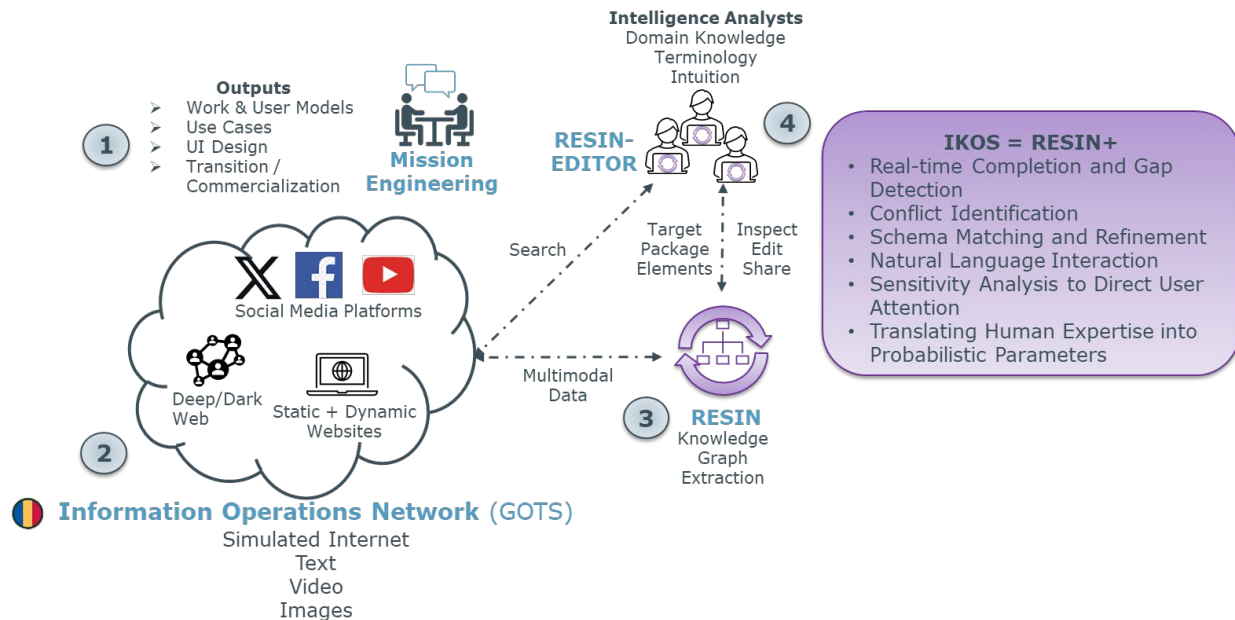 Intelligence Analysts
Domain Knowledge
Terminology
Intuition
Outputs
➢ Work & User Models
➢ Use Cases
➢ UI Design
➢ Transition /
Commercialization
1
Mission
Engineering
RESIN-
EDITOR
4
IKOS = RESIN+
• Real-time Completion and Gap
Detection
• Conflict Identification
• Schema Matching and Refinement
• Natural Language Interaction
• Sensitivity Analysis to Direct User
Attention
• Translating Human Expertise into
Probabilistic Parameters
Search
Target
Package
Elements
Inspect
Edit
Share
Social Media Platforms
Deep/Dark
Web
Static + Dynamic
Websites
2
Multimodal
Data
3
RESIN
Knowledge
Graph
Extraction
Information Operations Network (GOTS)
Simulated Internet
Text
Video
Images